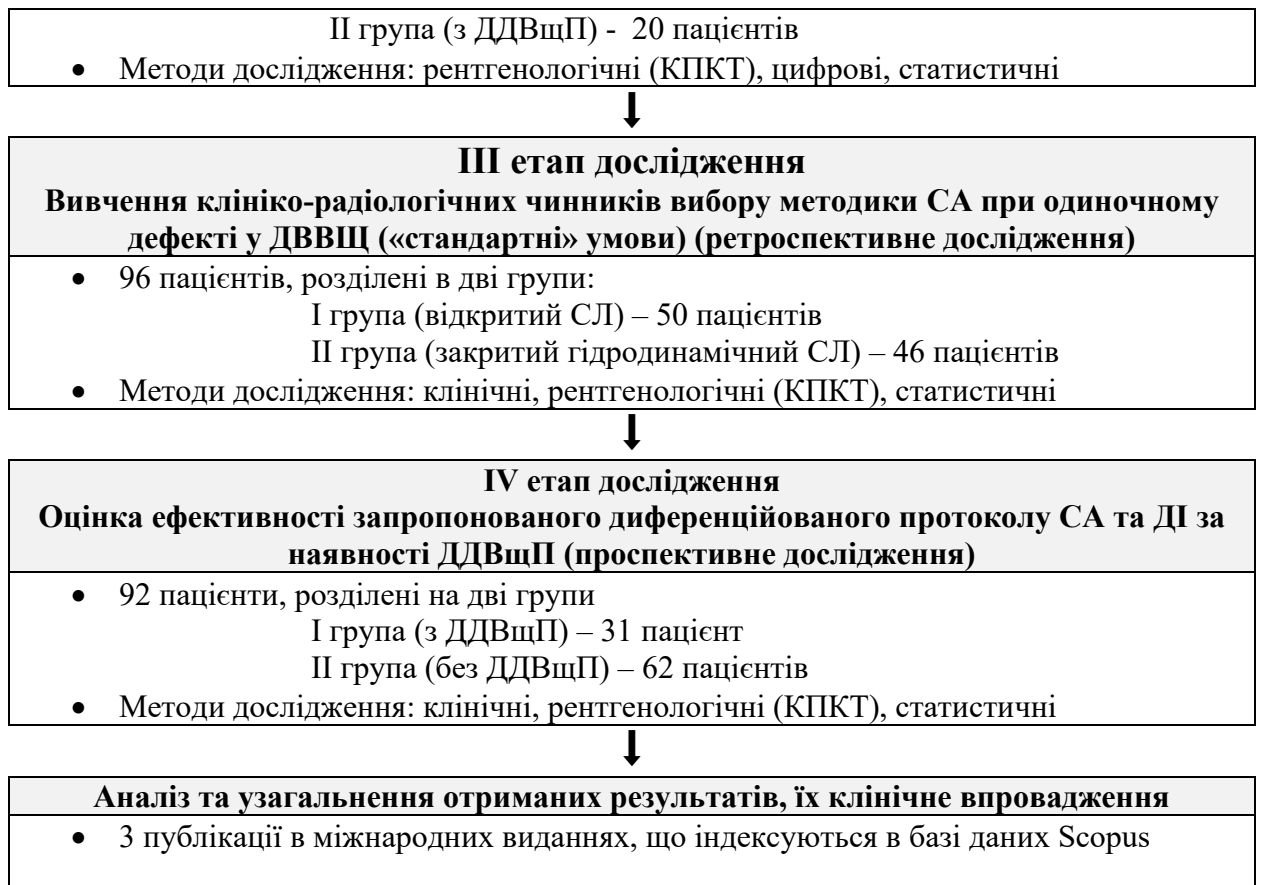 ІІ група (з ДДВщП) - 20 пацієнтів
• Методи дослідження: рентгенологічні (КПКТ), цифрові, статистичні
ІІІ етап дослідження
Вивчення клініко-радіологічних чинників вибору методики СА при одиночному
дефекті у ДВВЩ («стандартні» умови) (ретроспективне дослідження)
• 96 пацієнтів, розділені в дві групи:
І група (відкритий СЛ) – 50 пацієнтів
ІІ група (закритий гідродинамічний СЛ) – 46 пацієнтів
• Методи дослідження: клінічні, рентгенологічні (КПКТ), статистичні
IV етап дослідження
Оцінка ефективності запропонованого диференційованого протоколу СА та ДІ за
наявності ДДВщП (проспективне дослідження)
• 92 пацієнти, розділені на дві групи
І група (з ДДВщП) – 31 пацієнт
ІІ група (без ДДВщП) – 62 пацієнтів
• Методи дослідження: клінічні, рентгенологічні (КПКТ), статистичні
Аналіз та узагальнення отриманих результатів, їх клінічне впровадження
• 3 публікації в міжнародних виданнях, що індексуються в базі даних Scopus